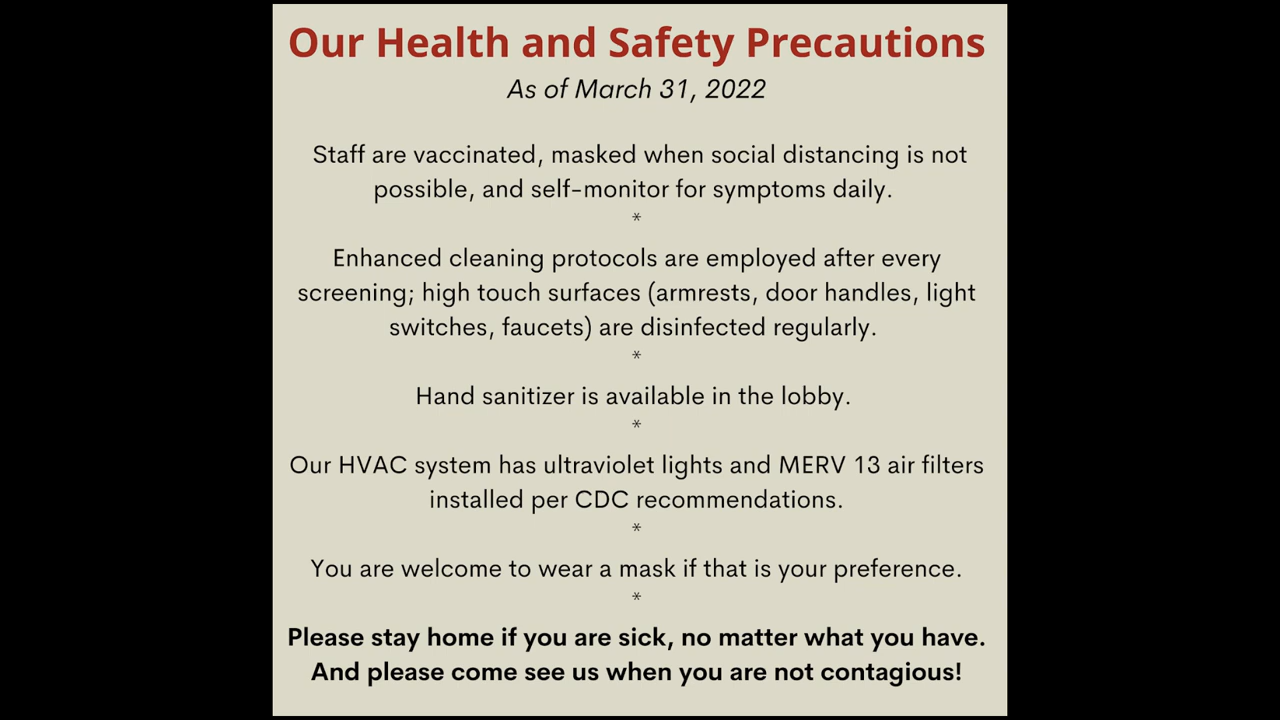 Our Health and Safety Precautions
As of March 31, 2022
Staff are vaccinated, masked when social distancing is not
possible, and self-monitor for symptoms daily.
*
Enhanced cleaning protocols are employed after every
screening; high touch surfaces (armrests, door handles, light
switches, faucets) are disinfected regularly.
*
Hand sanitizer is available in the lobby.
*
Our HVAC system has ultraviolet lights and MERV 13 air filters
installed per CDC recommendations.
*
You are welcome to wear a mask if that is your preference.
*
Please stay home if you are sick, no matter what you have.
And please come see us when you are not contagious!